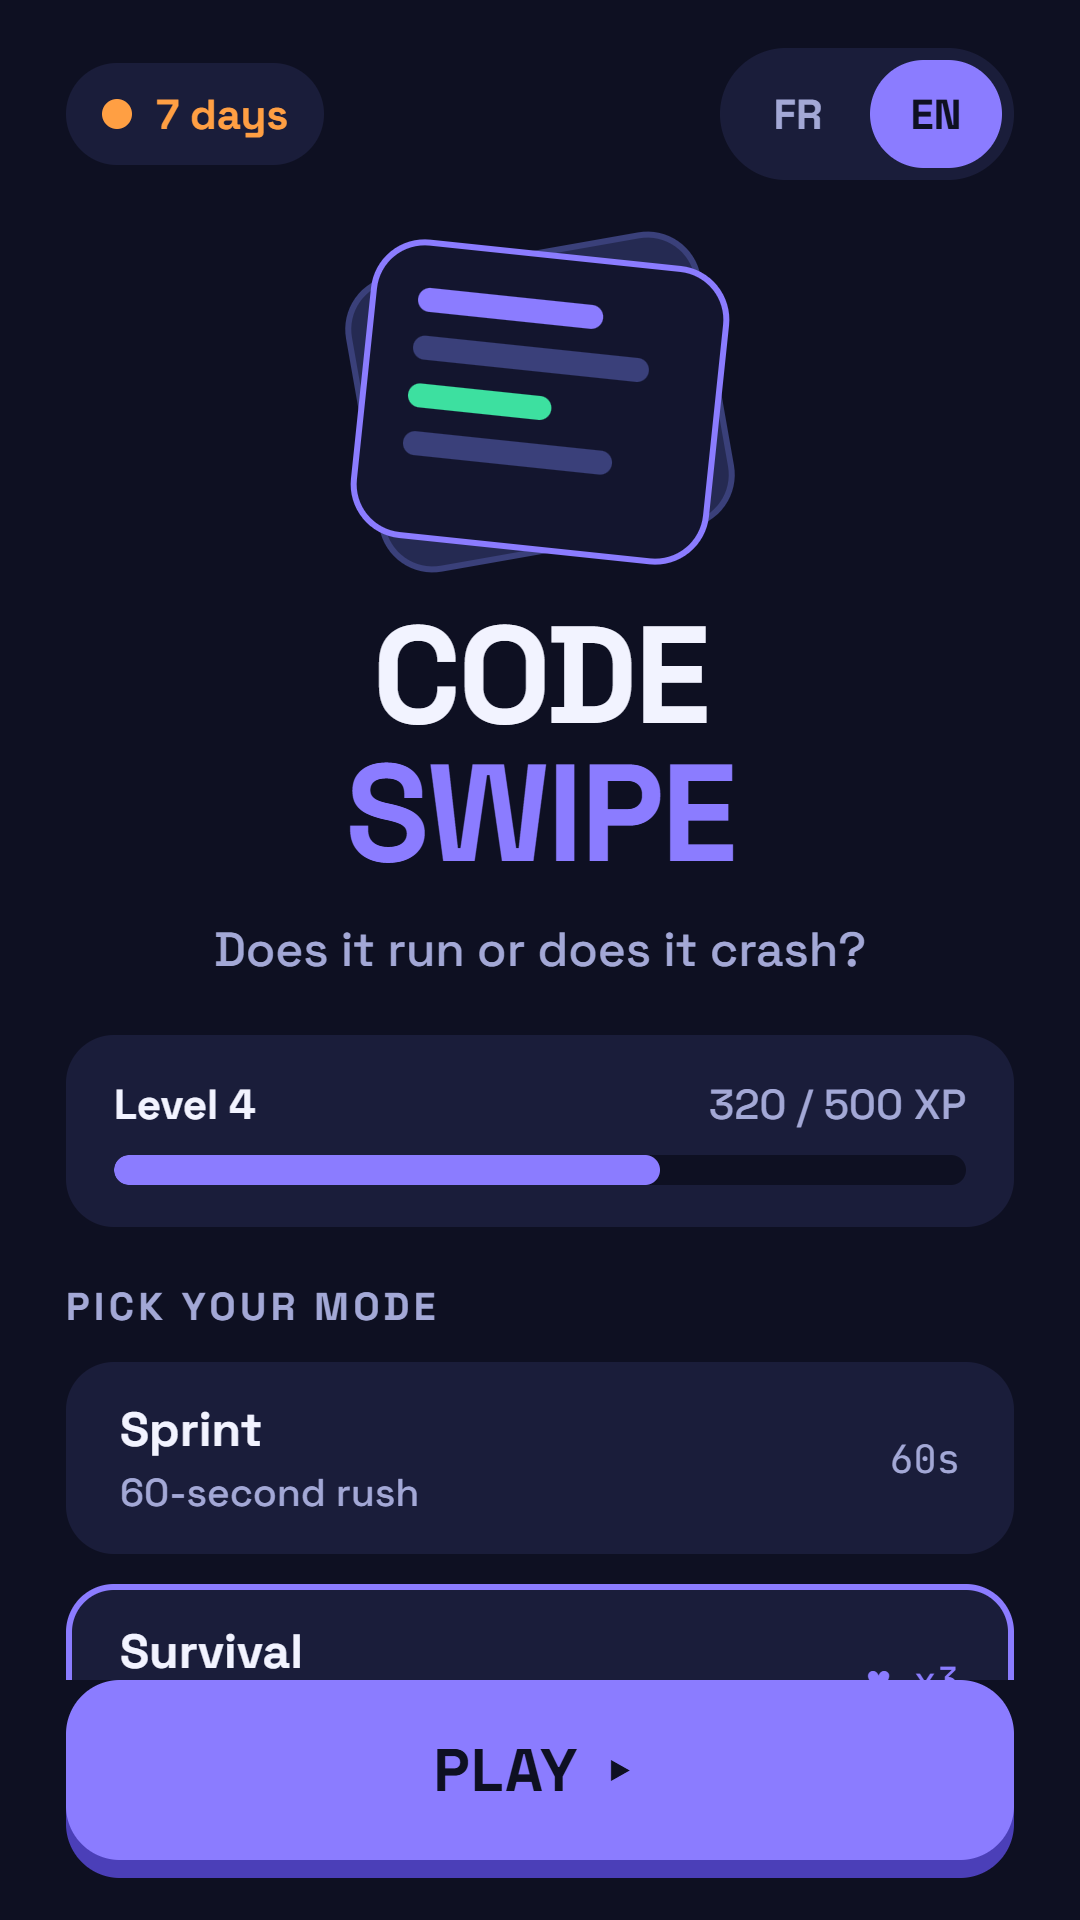 7 days
FR EN
CODE
SWIPE
Does it run or does it crash?
Level 4
320 / 500 XP
PICK YOUR MODE
Sprint
60-second rush
60s
Survival
♥ x3
PLAY ▸